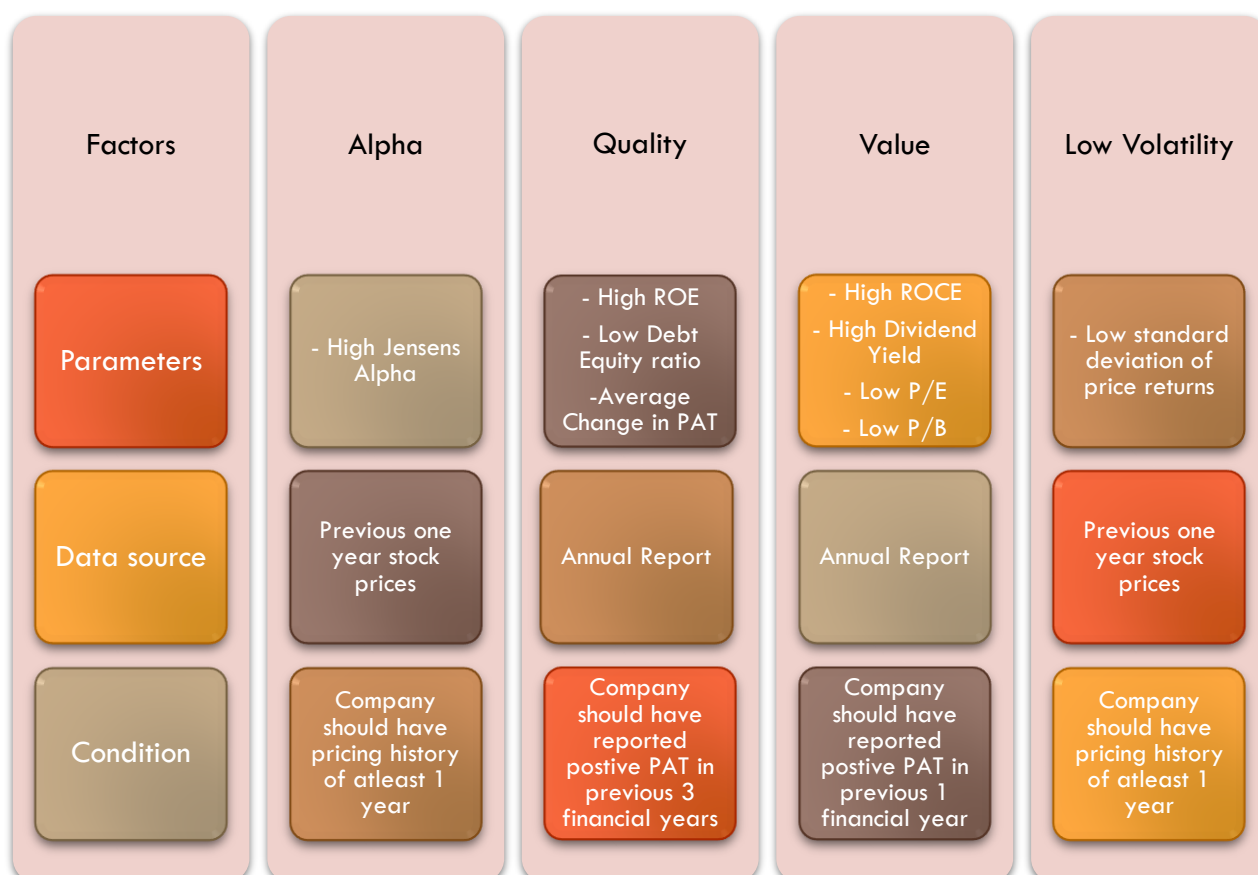 Factors
Alpha
Quality
Value
Low Volatility
Parameters
- High Jensens
Alpha
- High ROE
- Low Debt
Equity ratio
-Average
Change in PAT
- High ROCE
- High Dividend
Yield
- Low P/E
- Low P/B
- Low standard
deviation of
price returns
Data source
Previous one
year stock
prices
Annual Report
Annual Report
Previous one
year stock
prices
Condition
Company
should have
pricing history
of atleast 1
year
Company
should have
reported
postive PAT in
previous 3
financial years
Company
should have
reported
postive PAT in
previous 1
financial year
Company
should have
pricing history
of atleast 1
year